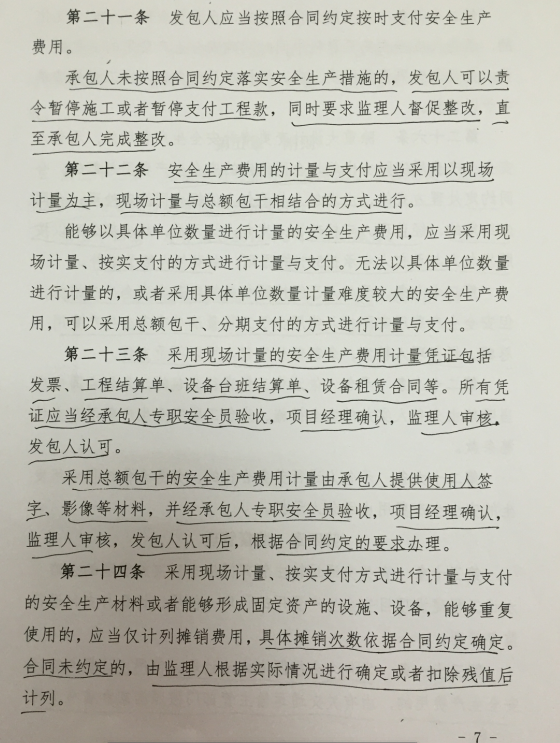 第二十一条　发包人应当按照合同约定按时支付安全生产
费用。
承包人未按照合同约定落实安全生产措施的，发包人可以责
令暂停施工或者暂停支付工程款，同时要求监理人督促整改，直
至承包人完成整改。
第二十二条　安全生产费用的计量与支付应当采用以现场
计量为主，现场计量与总额包干相结合的方式进行。
能够以具体单位数量进行计量的安全生产费用，应当采用现
场计量、按实支付的方式进行计量与支付。无法以具体单位数量
进行计量的，或者采用具体单位数量计量难度较大的安全生产费
用，可以采用总额包干、分期支付的方式进行计量与支付。
第二十三条　采用现场计量的安全生产费用计量凭证包括
发票、工程结算单、设备台班结算单、设备租赁合同等。所有凭
证应当经承包人专职安全员验收，项目经理确认，监理人审核，
发包人认可。
采用总额包干的安全生产费用计量由承包人提供使用人签
字、影像等材料，并经承包人专职安全员验收，项目经理确认，
监理人审核，发包人认可后，根据合同约定的要求办理。
第二十四条　采用现场计量、按实支付方式进行计量与支付
的安全生产材料或者能够形成固定资产的设施、设备，能够重复
使用的，应当仅计列摊销费用，具体摊销次数依据合同约定确定。
合同未约定的，由监理人根据实际情况进行确定或者扣除残值后
计列。
- 7 -